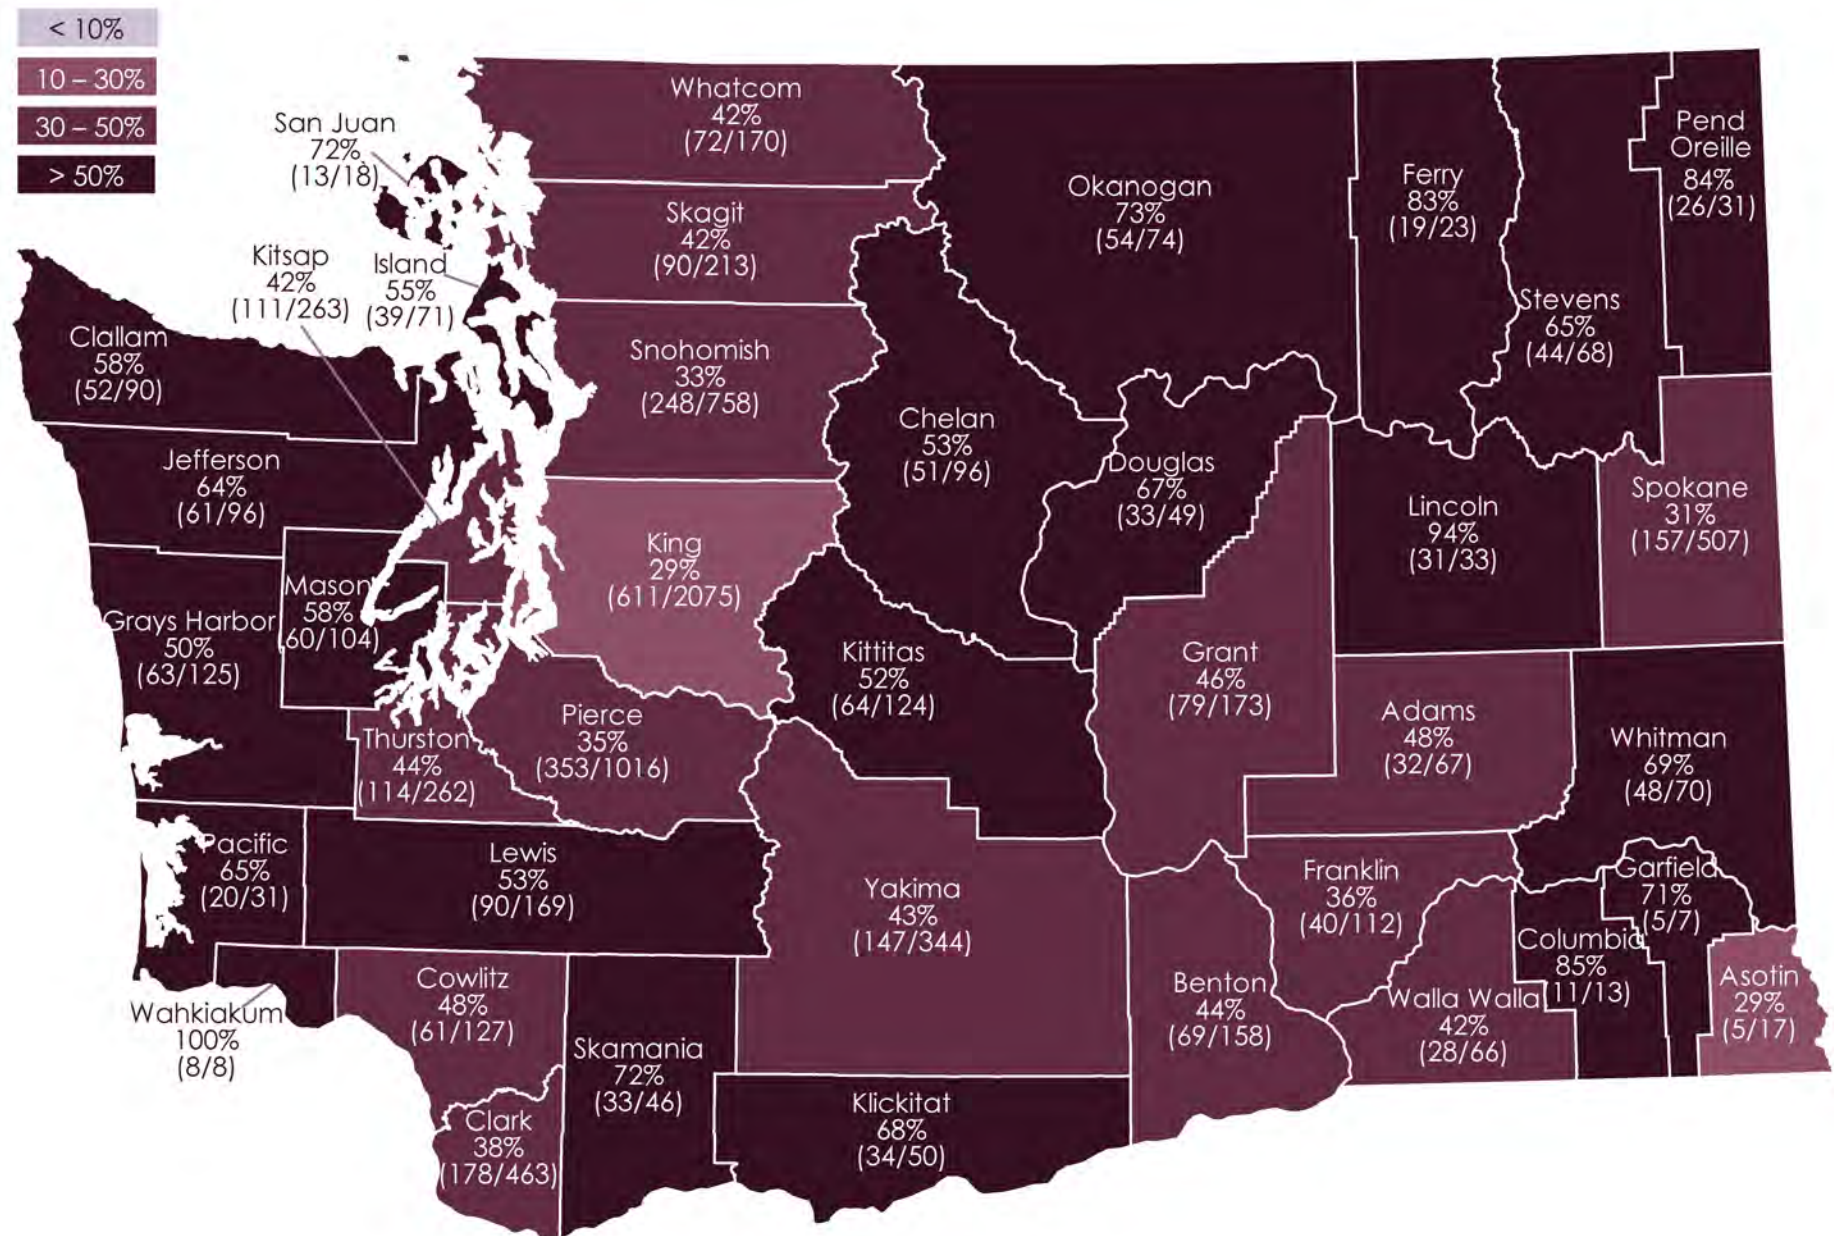 < 10%
10 – 30%
30 – 50%
> 50%
San Juan
72%
(13/18)
Kitsap
42%
(111/263)
Island
55%
(39/71)
Whatcom
42%
(72/170)
Skagit
42%
(90/213)
Snohomish
33%
(248/758)
King
29%
(611/2075)
Okanogan
73%
(54/74)
Ferry
83%
(19/23)
Stevens
65%
(44/68)
Pend
Oreille
84%
(26/31)
Clallam
58%
(52/90)
Jefferson
64%
(61/96)
Mason
58%
(60/104)
Grays Harbor
50%
(63/125)
Chelan
53%
(51/96)
Douglas
67%
(33/49)
Lincoln
94%
(31/33)
Spokane
31%
(157/507)
Kittitas
52%
(64/124)
Grant
46%
(79/173)
Adams
48%
(32/67)
Whitman
69%
(48/70)
Pierce
35%
(353/1016)
Thurston
44%
(114/262)
Pacific
65%
(20/31)
Lewis
53%
(90/169)
Yakima
43%
(147/344)
Franklin
36%
(40/112)
Garfield
71%
(5/7)
Columbia
85%
(11/13)
Asotin
29%
(5/17)
Benton
44%
(69/158)
Walla Walla
42%
(28/66)
Wahkiakum
100%
(8/8)
Cowlitz
48%
(61/127)
Skamania
72%
(33/46)
Clark
38%
(178/463)
Klickitat
68%
(34/50)